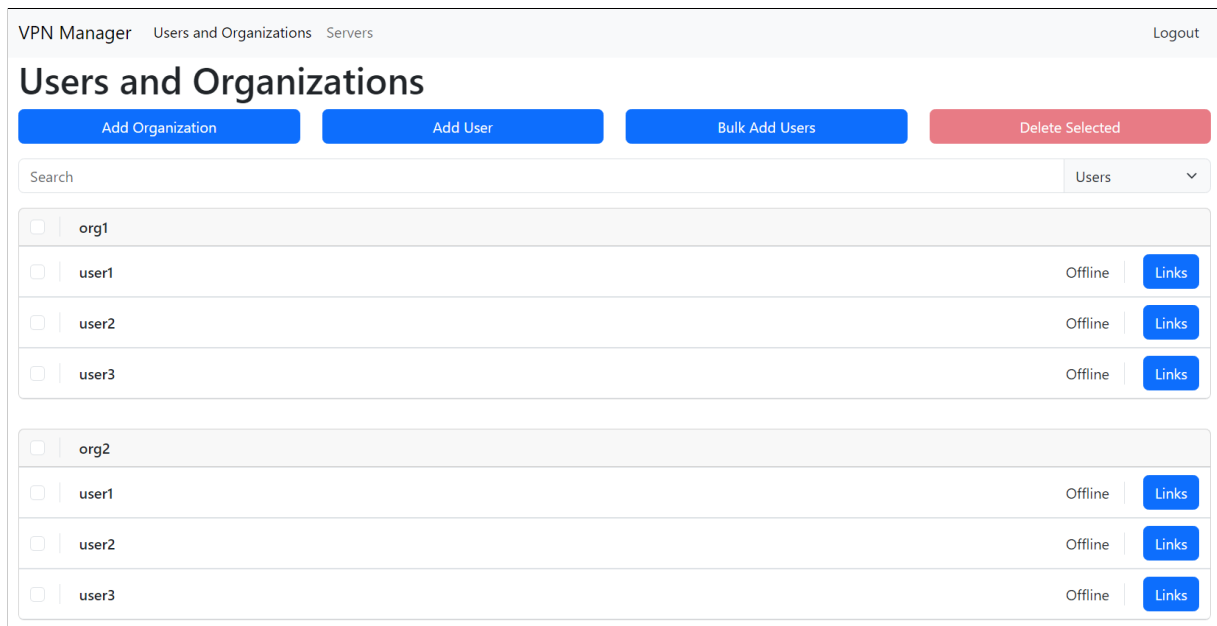 VPN Manager Users and Organizations Servers Logout
Users and Organizations
Add Organization Add User Bulk Add Users Delete Selected
Search Users
org1
user1 Offline Links
user2 Offline Links
user3 Offline Links
org2
user1 Offline Links
user2 Offline Links
user3 Offline Links